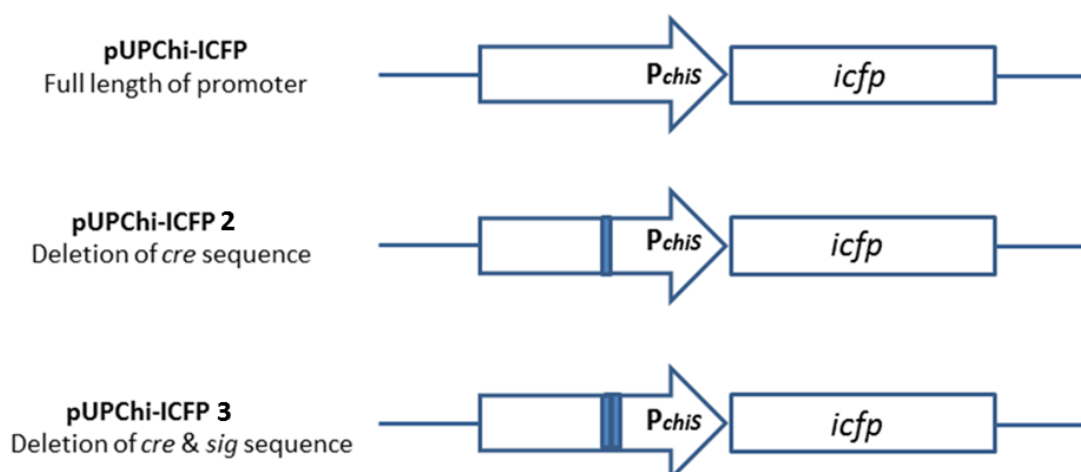 pUPChi-ICFP
Full length of promoter
PchiS
icfp
pUPChi-ICFP 2
Deletion of cre sequence
PchiS
icfp
pUPChi-ICFP 3
Deletion of cre & sig sequence
PchiS
icfp